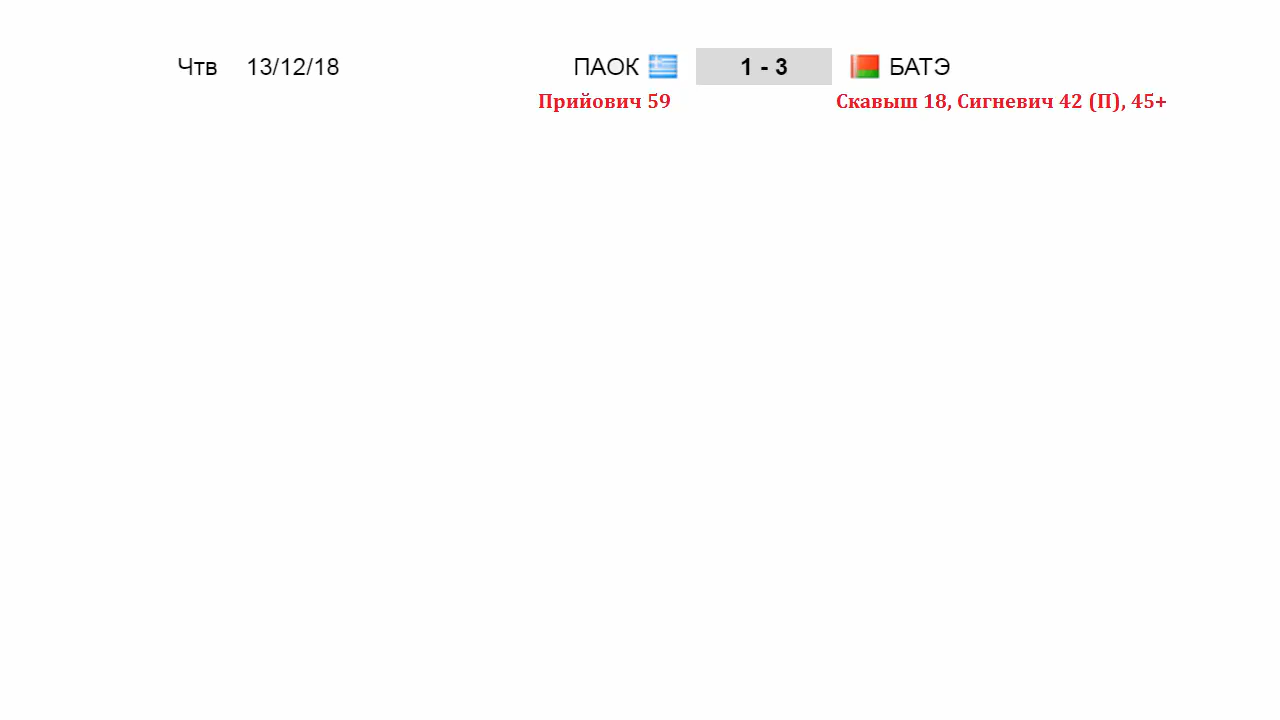 Чтв 13/12/18 ПАОК 1 - 3 БАТЭ
Прийович 59 Скавыш 18, Сигневич 42 (П), 45+